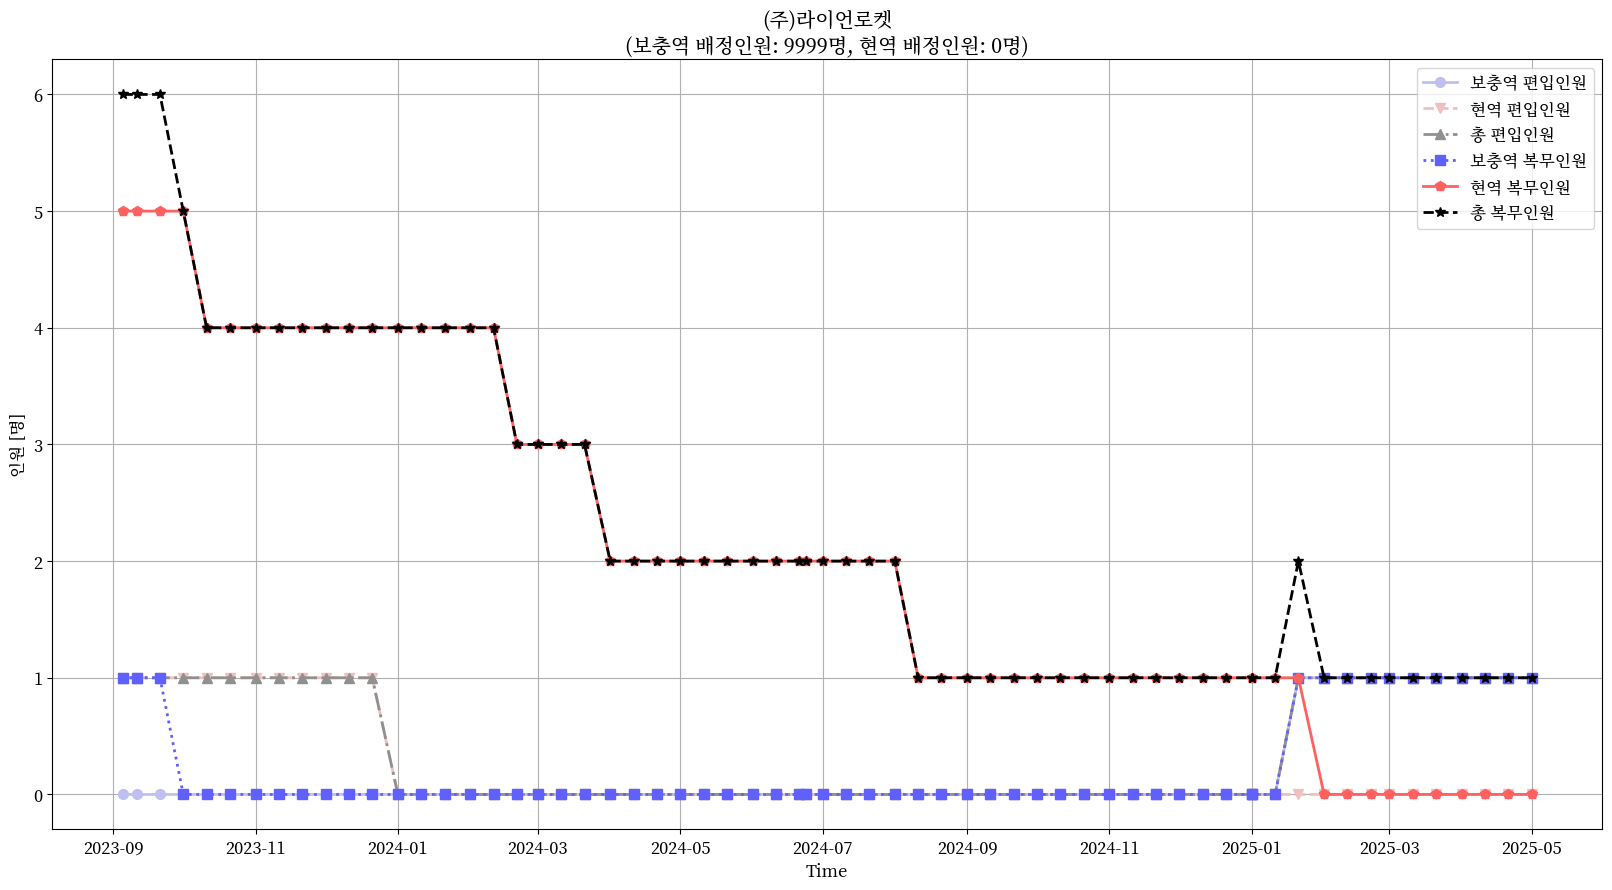 (주)라이언로켓
(보충역 배정인원: 9999명, 현역 배정인원: 0명)
보충역 편입인원
현역 편입인원
총 편입인원
보충역 복무인원
현역 복무인원
총 복무인원
인원 [명]
6
5
4
3
2
1
0
2023-09
2023-11
2024-01
2024-03
2024-05
2024-07
2024-09
2024-11
2025-01
2025-03
2025-05
Time